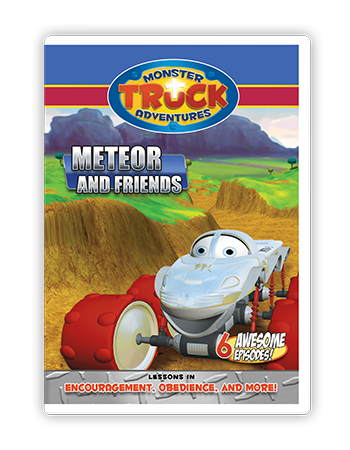 MONSTER
TRUCK
ADVENTURES
METEOR
AND FRIENDS
6 AWESOME
EPISODES!
LESSONS IN
ENCOURAGEMENT, OBEDIENCE, AND MORE!